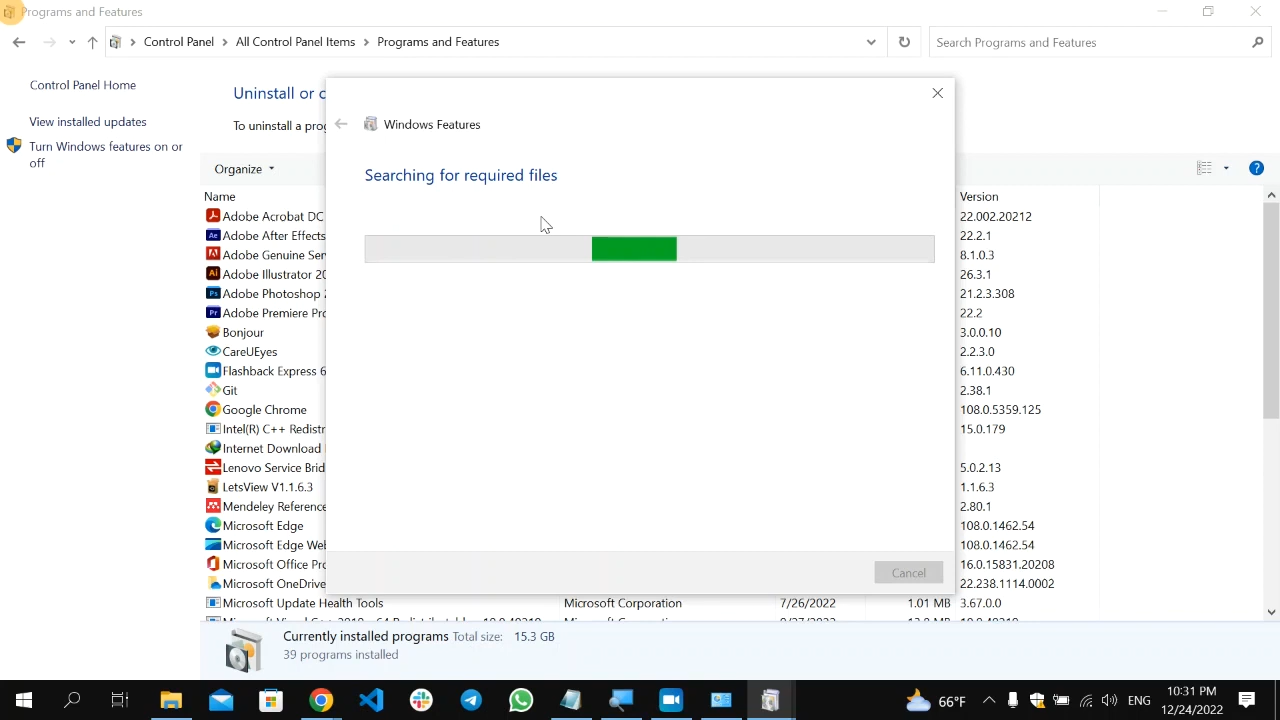 Programs and Features
Control Panel > All Control Panel Items > Programs and Features
Search Programs and Features
Control Panel Home
View installed updates
Turn Windows features on or
off
Uninstall or c
To uninstall a prog
Organize
Windows Features
Searching for required files
Cancel
Name Version
Adobe Acrobat DC 22.002.20212
Adobe After Effects 22.2.1
Adobe Genuine Ser 8.1.0.3
Adobe Illustrator 20 26.3.1
Adobe Photoshop 2 21.2.3.308
Adobe Premiere Pro 22.2
Bonjour 3.0.0.10
CareUEyes 2.2.3.0
Flashback Express 6 6.11.0.430
Git 2.38.1
Google Chrome 108.0.5359.125
Intel(R) C++ Redistr 15.0.179
Internet Download
Lenovo Service Brid 5.0.2.13
LetsView V1.1.6.3 1.1.6.3
Mendeley Reference 2.80.1
Microsoft Edge 108.0.1462.54
Microsoft Edge Web 108.0.1462.54
Microsoft Office Pro 16.0.15831.20208
Microsoft OneDrive 22.238.1114.0002
Microsoft Update Health Tools Microsoft Corporation 7/26/2022 1.01 MB 3.67.0.0
Currently installed programs Total size: 15.3 GB
39 programs installed
66°F ENG 10:31 PM
12/24/2022